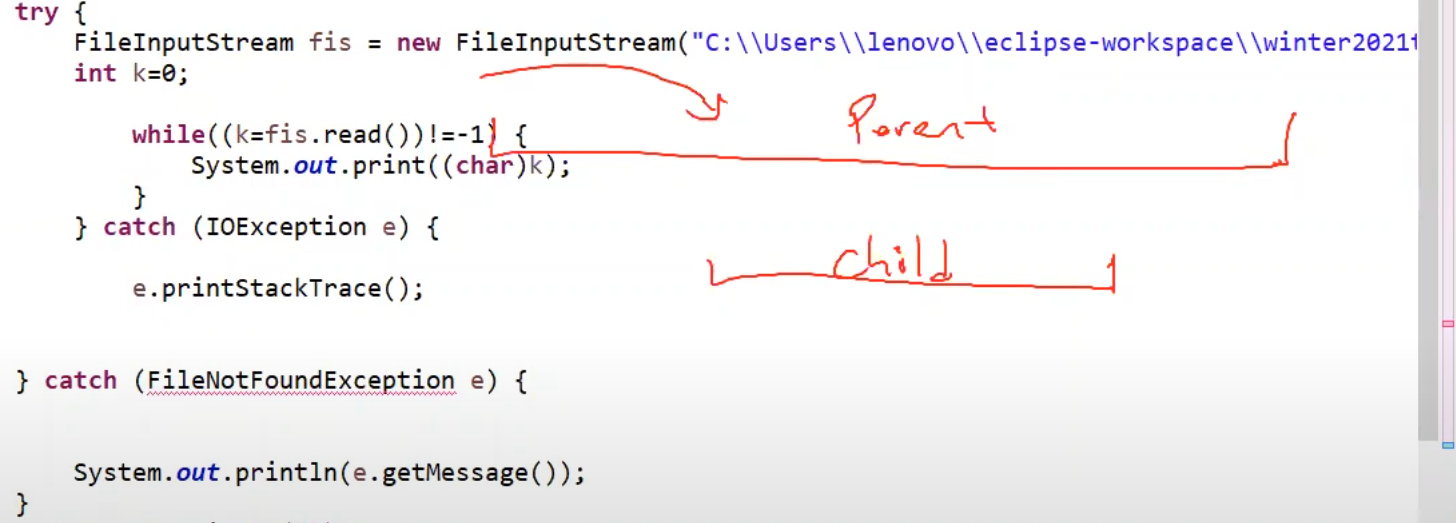 try {
FileInputStream fis = new FileInputStream("C:\\Users\\lenovo\\eclipse-workspace\\winter2021
int k=0;
Parent
while((k=fis.read())!=-1) {
System.out.print((char)k);
}
} catch (IOException e) {
child
e.printStackTrace();
} catch (FileNotFoundException e) {
System.out.println(e.getMessage());
}